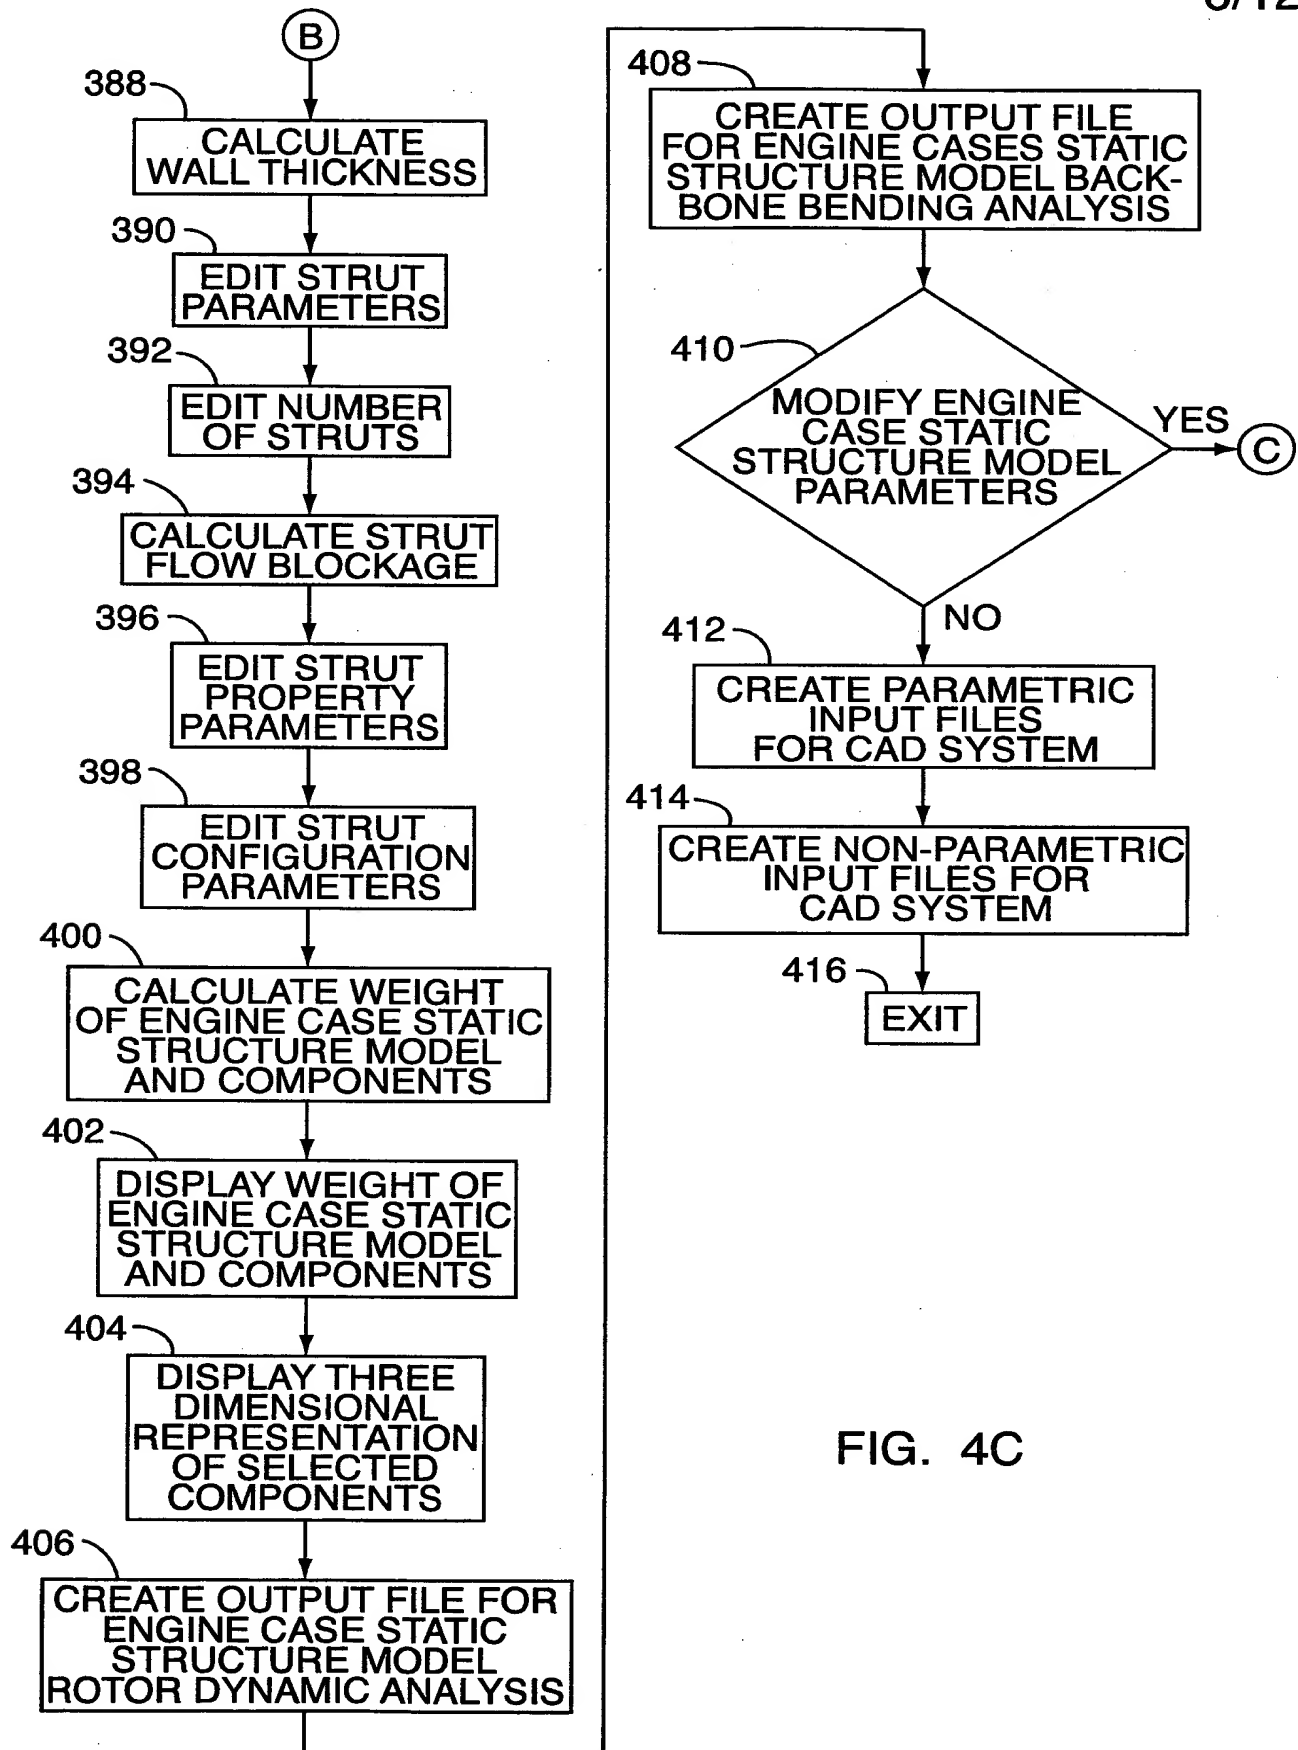 B
388
CALCULATE
WALL THICKNESS
390
EDIT STRUT
PARAMETERS
392
EDIT NUMBER
OF STRUTS
394
CALCULATE STRUT
FLOW BLOCKAGE
396
EDIT STRUT
PROPERTY
PARAMETERS
398
EDIT STRUT
CONFIGURATION
PARAMETERS
400
CALCULATE WEIGHT
OF ENGINE CASE STATIC
STRUCTURE MODEL
AND COMPONENTS
402
DISPLAY WEIGHT OF
ENGINE CASE STATIC
STRUCTURE MODEL
AND COMPONENTS
404
DISPLAY THREE
DIMENSIONAL
REPRESENTATION
OF SELECTED
COMPONENTS
406
CREATE OUTPUT FILE FOR
ENGINE CASE STATIC
STRUCTURE MODEL
ROTOR DYNAMIC ANALYSIS
408
CREATE OUTPUT FILE
FOR ENGINE CASES STATIC
STRUCTURE MODEL BACK-
BONE BENDING ANALYSIS
410
MODIFY ENGINE
CASE STATIC
STRUCTURE MODEL
PARAMETERS
YES
C
NO
412
CREATE PARAMETRIC
INPUT FILES
FOR CAD SYSTEM
414
CREATE NON-PARAMETRIC
INPUT FILES FOR
CAD SYSTEM
416
EXIT
FIG. 4C